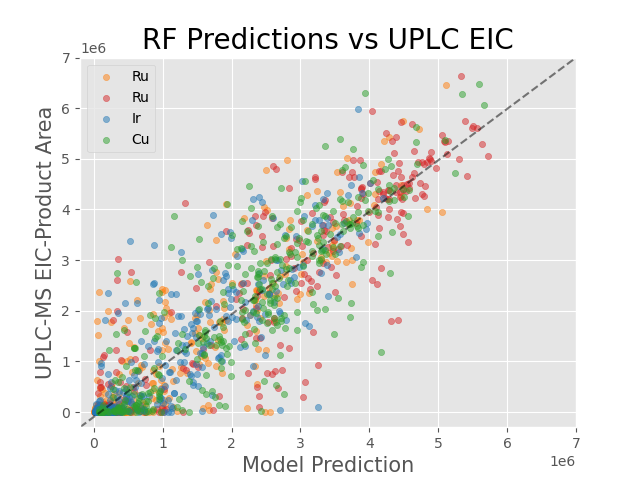 RF Predictions vs UPLC EIC
1e6
7
6
5
4
3
2
1
0
UPLC-MS EIC-Product Area
Ru
Ru
Ir
Cu
0 1 2 3 4 5 6 7
1e6
Model Prediction